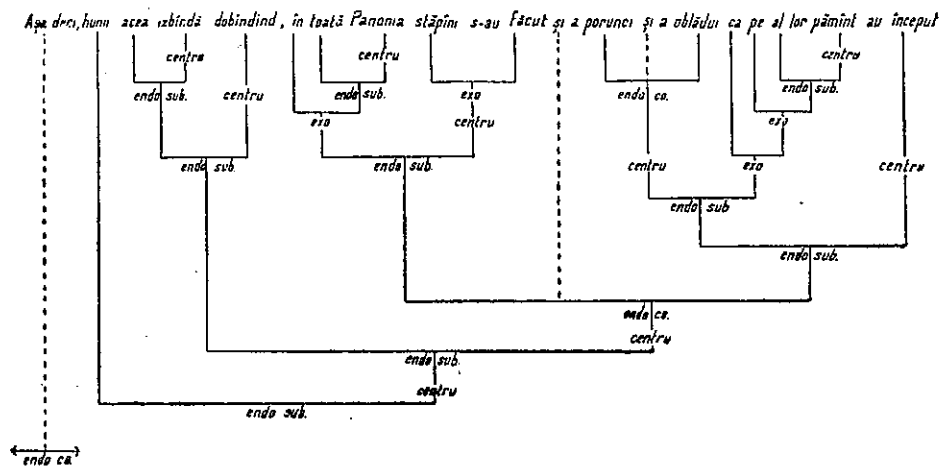 Așa deci, hunii acea izbîndă dobîndind, în toată Panonia stăpîni s-au făcut și a porunci și a oblădui ca pe al lor pămînt au început
centru centru centru
endo sub. centru endo sub. exo endo co. endo sub.
exo centru exo
endo sub. endo sub. centru exo centru
endo sub
endo sub.
endo co.
centru
endo sub.
centru
endo sub.
endo co.